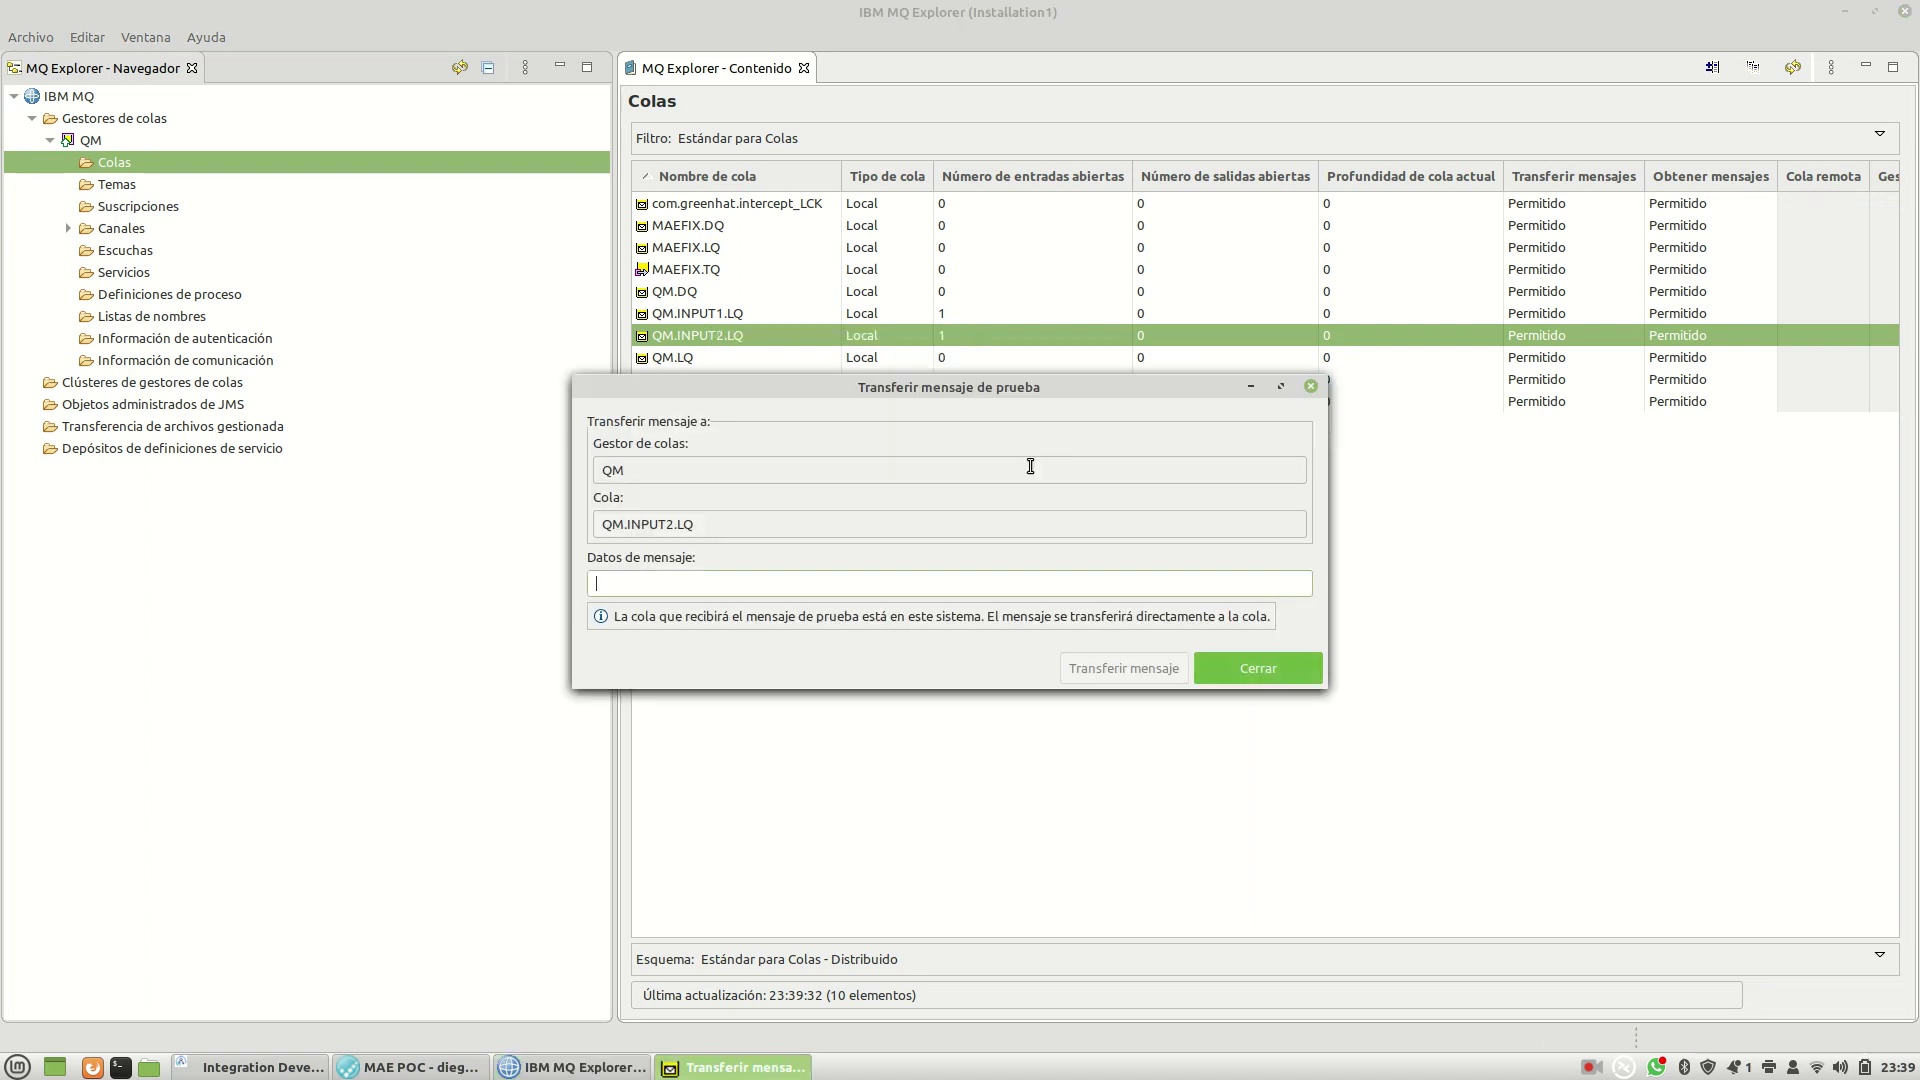 IBM MQ Explorer (Installation1)
Archivo Editar Ventana Ayuda
MQ Explorer - Navegador
IBM MQ
Gestores de colas
QM
Colas
Temas
Suscripciones
Canales
Escuchas
Servicios
Definiciones de proceso
Listas de nombres
Información de autenticación
Información de comunicación
Clústeres de gestores de colas
Objetos administrados de JMS
Transferencia de archivos gestionada
Depósitos de definiciones de servicio
MQ Explorer - Contenido
Colas
Filtro: Estándar para Colas
Nombre de cola Tipo de cola Número de entradas abiertas Número de salidas abiertas Profundidad de cola actual Transferir mensajes Obtener mensajes Cola remota Ges
com.greenhat.intercept_LCK Local 0 0 0 Permitido Permitido
MAEFIX.DQ Local 0 0 0 Permitido Permitido
MAEFIX.LQ Local 0 0 0 Permitido Permitido
MAEFIX.TQ Local 0 0 0 Permitido Permitido
QM.DQ Local 0 0 0 Permitido Permitido
QM.INPUT1.LQ Local 1 0 0 Permitido Permitido
QM.INPUT2.LQ Local 1 0 0 Permitido Permitido
QM.LQ Local 0 0 0 Permitido Permitido
Permitido Permitido
Permitido Permitido
Transferir mensaje de prueba
Transferir mensaje a:
Gestor de colas:
QM
Cola:
QM.INPUT2.LQ
Datos de mensaje:
La cola que recibirá el mensaje de prueba está en este sistema. El mensaje se transferirá directamente a la cola.
Transferir mensaje Cerrar
Esquema: Estándar para Colas - Distribuido
Última actualización: 23:39:32 (10 elementos)
Integration Deve... MAE POC - dieg... IBM MQ Explorer... Transferir mensa... 1 23:39